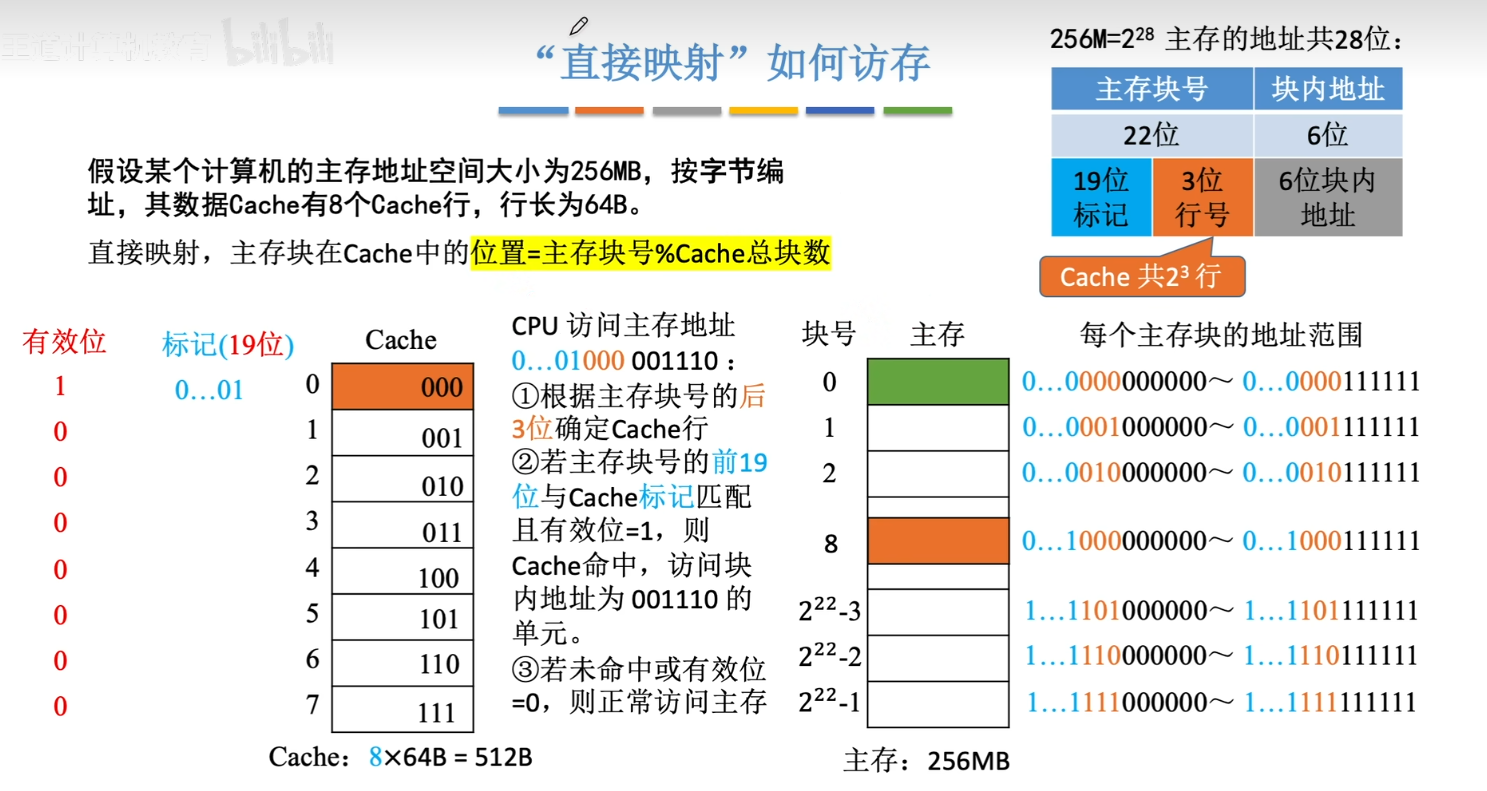 王道计算机教育 bilibili
“直接映射”如何访存
256M=2²⁸ 主存的地址共28位：
主存块号 块内地址
22位 6位
19位 3位 6位块内
标记 行号 地址
Cache 共2³ 行
假设某个计算机的主存地址空间大小为256MB，按字节编
址，其数据Cache有8个Cache行，行长为64B。
直接映射，主存块在Cache中的位置=主存块号%Cache总块数
有效位 标记(19位) Cache
1 0…01 0 000
0 1 001
0 2 010
0 3 011
0 4 100
0 5 101
0 6 110
0 7 111
Cache：8×64B = 512B
CPU 访问主存地址
0…01000 001110：
①根据主存块号的后
3位确定Cache行
②若主存块号的前19
位与Cache标记匹配
且有效位=1，则
Cache命中，访问块
内地址为 001110 的
单元。
③若未命中或有效位
=0，则正常访问主存
块号 主存 每个主存块的地址范围
0 0…0000000000～ 0…0000111111
1 0…0001000000～ 0…0001111111
2 0…0010000000～ 0…0010111111
8 0…1000000000～ 0…1000111111
2²²-3 1…1101000000～ 1…1101111111
2²²-2 1…1110000000～ 1…1110111111
2²²-1 1…1111000000～ 1…1111111111
主存：256MB